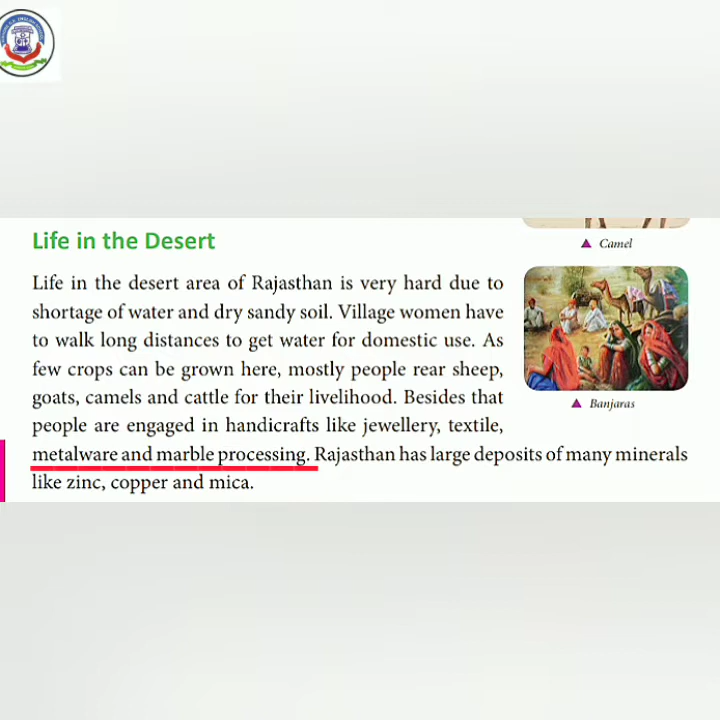 Life in the Desert
▲ Camel
Life in the desert area of Rajasthan is very hard due to
shortage of water and dry sandy soil. Village women have
to walk long distances to get water for domestic use. As
few crops can be grown here, mostly people rear sheep,
goats, camels and cattle for their livelihood. Besides that
people are engaged in handicrafts like jewellery, textile,
metalware and marble processing. Rajasthan has large deposits of many minerals
like zinc, copper and mica.
▲ Banjaras